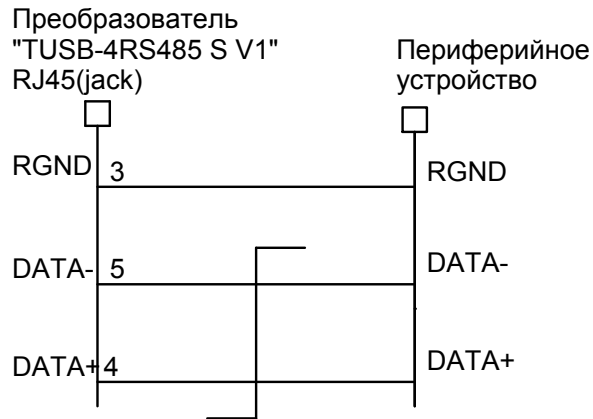 Преобразователь
"TUSB-4RS485 S V1"
RJ45(jack)
Периферийное
устройство
RGND 3 RGND
DATA- 5 DATA-
DATA+ 4 DATA+